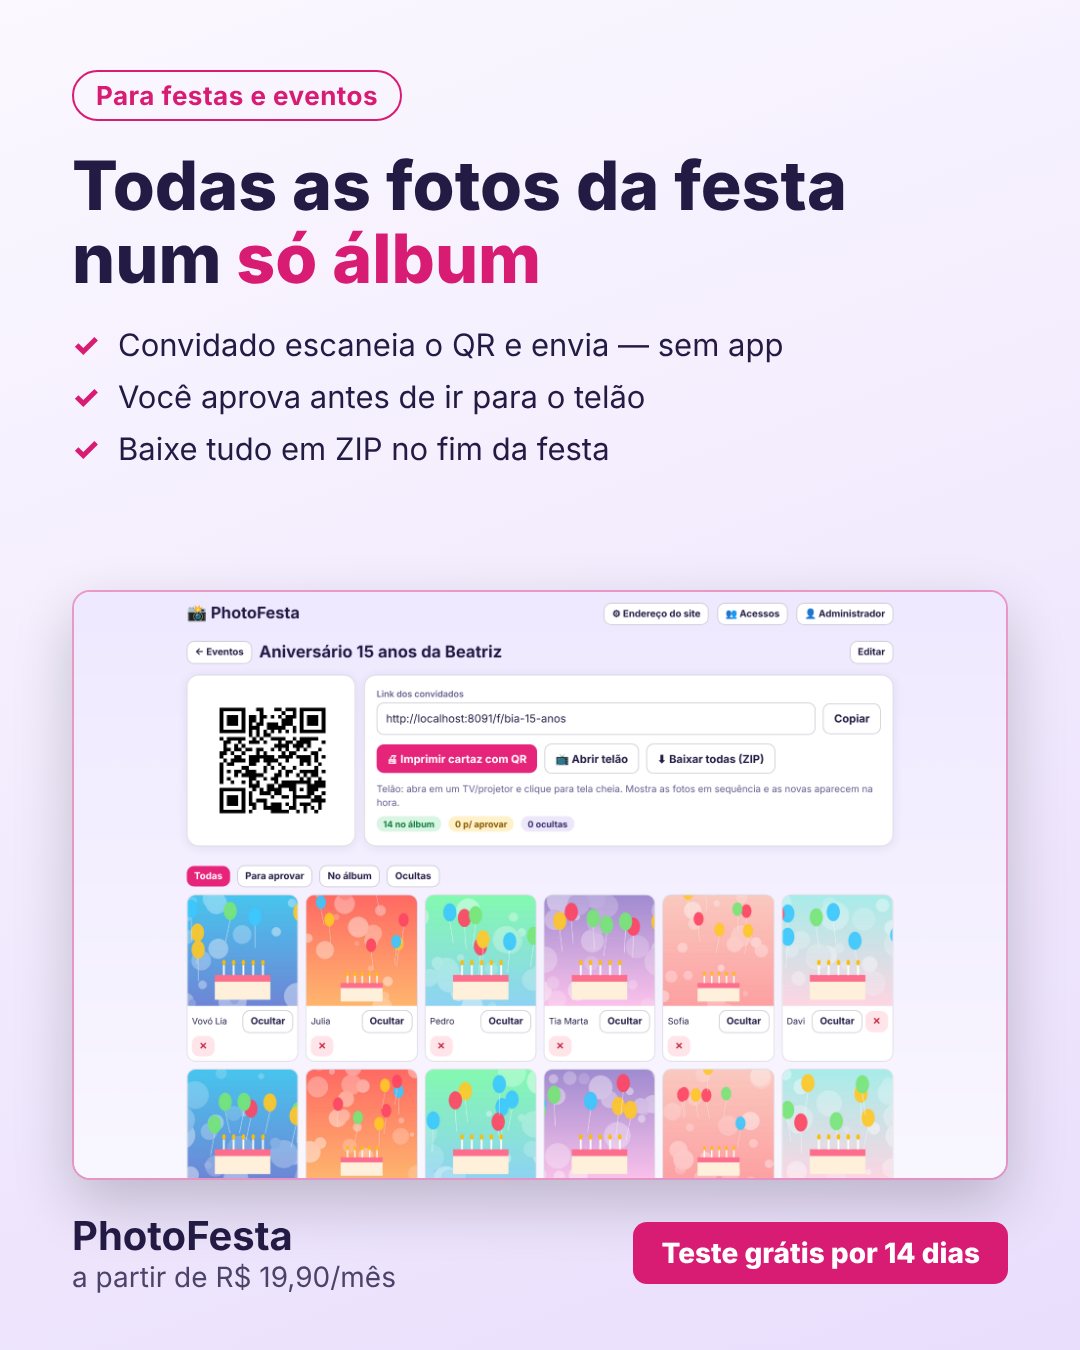 Para festas e eventos
Todas as fotos da festa
num só álbum
✔ Convidado escaneia o QR e envia — sem app
✔ Você aprova antes de ir para o telão
✔ Baixe tudo em ZIP no fim da festa
📸 PhotoFesta
⚙ Endereço do site 👥 Acessos 👤 Administrador
← Eventos Aniversário 15 anos da Beatriz Editar
Link dos convidados
http://localhost:8091/f/bia-15-anos Copiar
🖨 Imprimir cartaz com QR 📺 Abrir telão ⬇ Baixar todas (ZIP)
Telão: abra em um TV/projetor e clique para tela cheia. Mostra as fotos em sequência e as novas aparecem na
hora.
14 no álbum 0 p/ aprovar 0 ocultas
Todas Para aprovar No álbum Ocultas
Vovó Lia Ocultar Julia Ocultar Pedro Ocultar Tia Marta Ocultar Sofia Ocultar Davi Ocultar ✕
✕ ✕ ✕ ✕ ✕
PhotoFesta
a partir de R$ 19,90/mês
Teste grátis por 14 dias